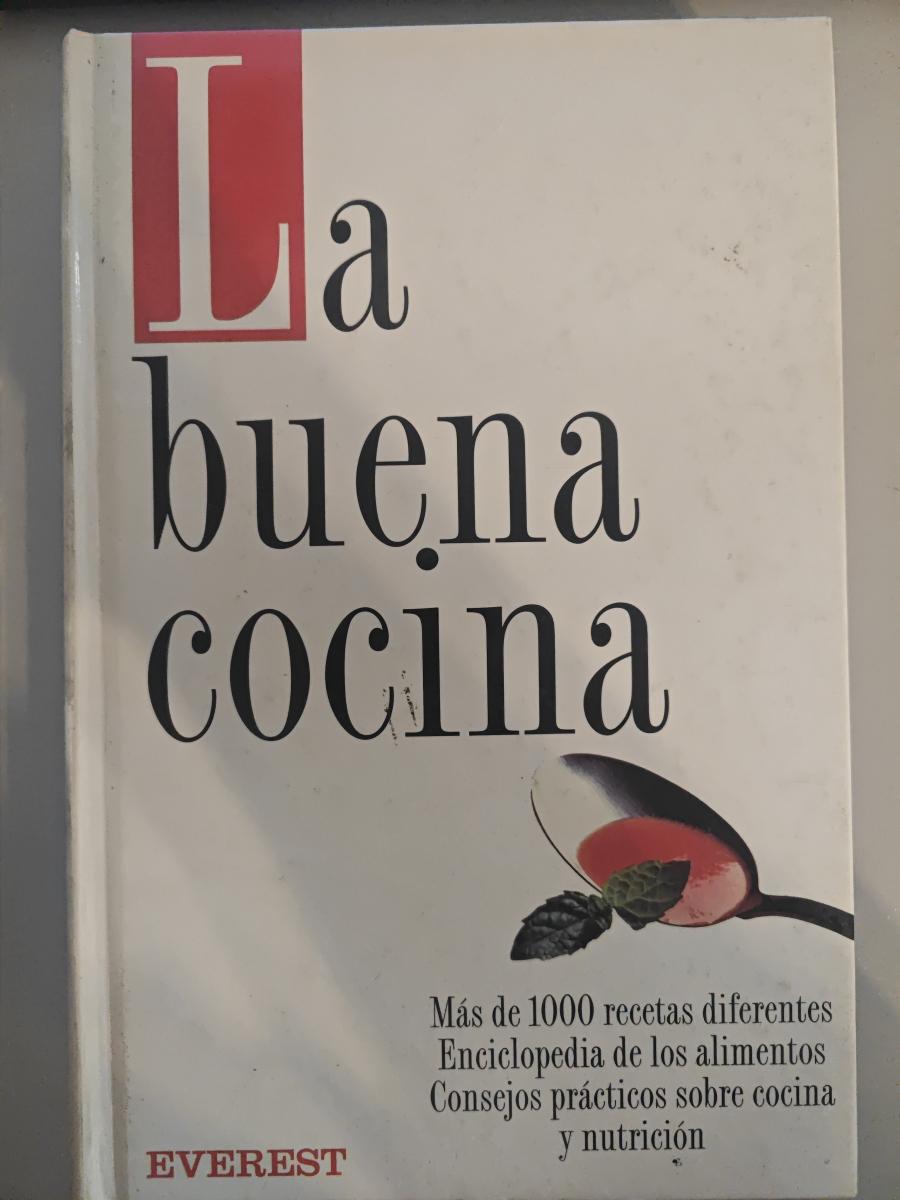 La
buena
cocina
Más de 1000 recetas diferentes
Enciclopedia de los alimentos
Consejos prácticos sobre cocina
y nutrición
EVEREST